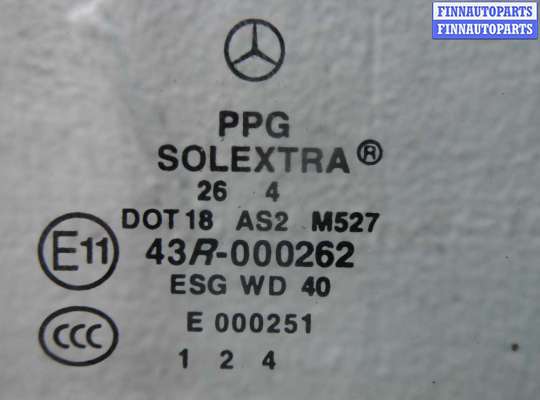 FINNAUTOPARTS
FINNAUTOPARTS
PPG
SOLEXTRA®
26 4
DOT 18 AS2 M527
E11 43R-000262
ESG WD 40
CCC E 000251
1 2 4